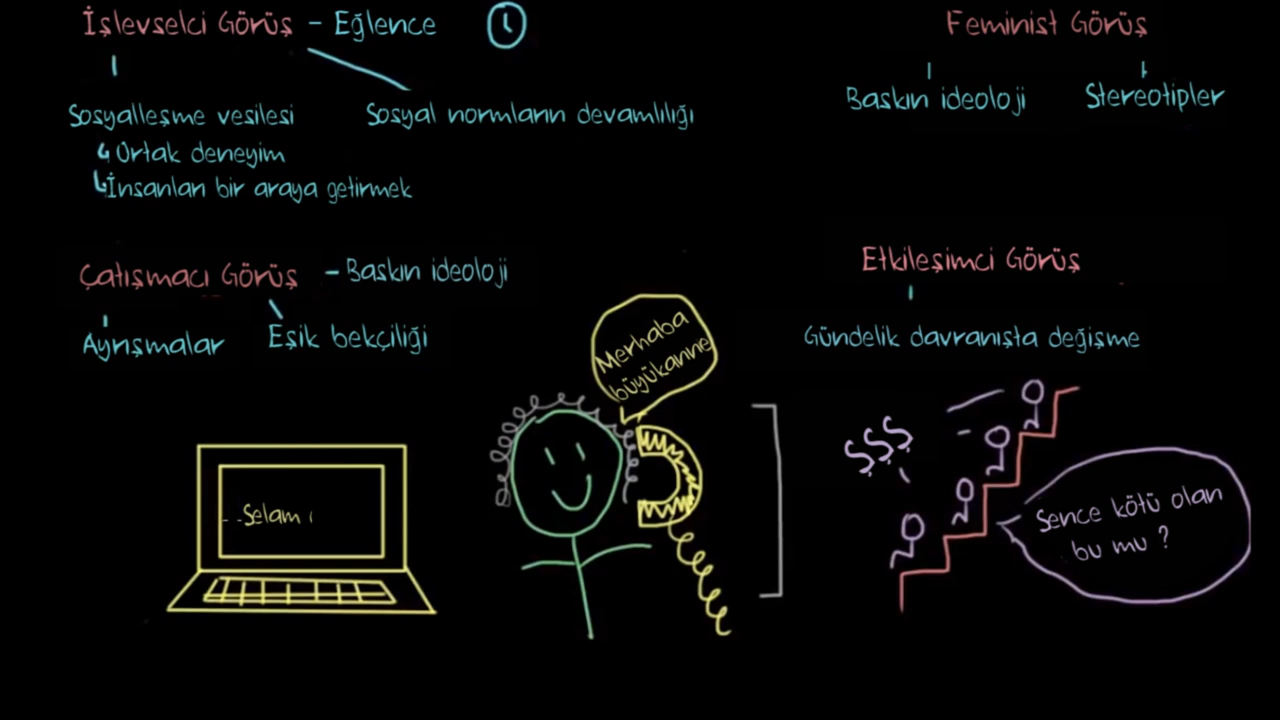 İşlevselci Görüş - Eğlence
Sosyalleşme vesilesi
Sosyal normların devamlılığı
Ortak deneyim
İnsanları bir araya getirmek
Feminist Görüş
Baskın ideoloji
Stereotipler
Çatışmacı Görüş - Baskın ideoloji
Ayrışmalar
Eşik bekçiliği
Etkileşimci Görüş
Gündelik davranışta değişme
Merhaba
büyükanne
Selam
ŞŞŞ
Sence kötü olan
bu mu ?